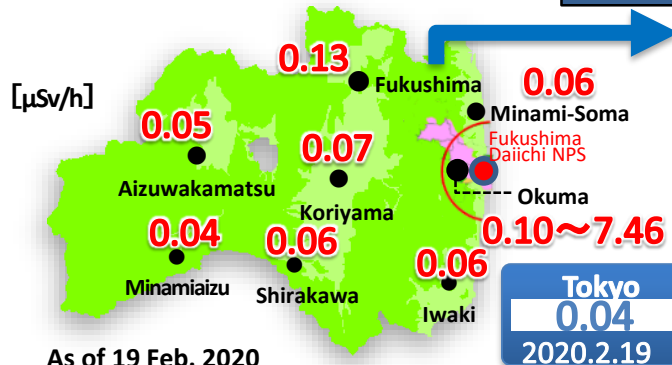 0.13
Fukushima
[μSv/h]
0.06
Minami-Soma
0.05
Aizuwakamatsu
Fukushima
Daiichi NPS
0.07
Koriyama
Okuma
0.10～7.46
0.04
Minamiaizu
0.06
Shirakawa
0.06
Iwaki
Tokyo
0.04
2020.2.19
As of 19 Feb. 2020